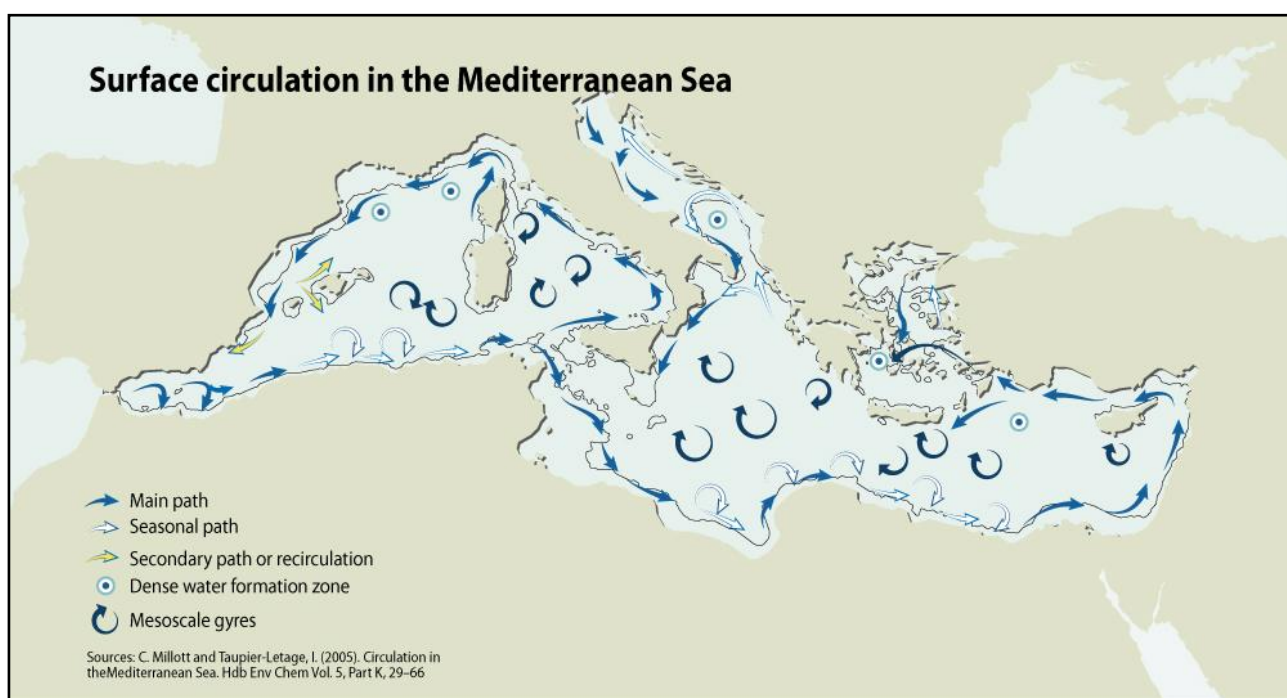 Surface circulation in the Mediterranean Sea
Main path
Seasonal path
Secondary path or recirculation
Dense water formation zone
Mesoscale gyres
Sources: C. Millott and Taupier-Letage, I. (2005). Circulation in
theMediterranean Sea. Hdb Env Chem Vol. 5, Part K, 29–66